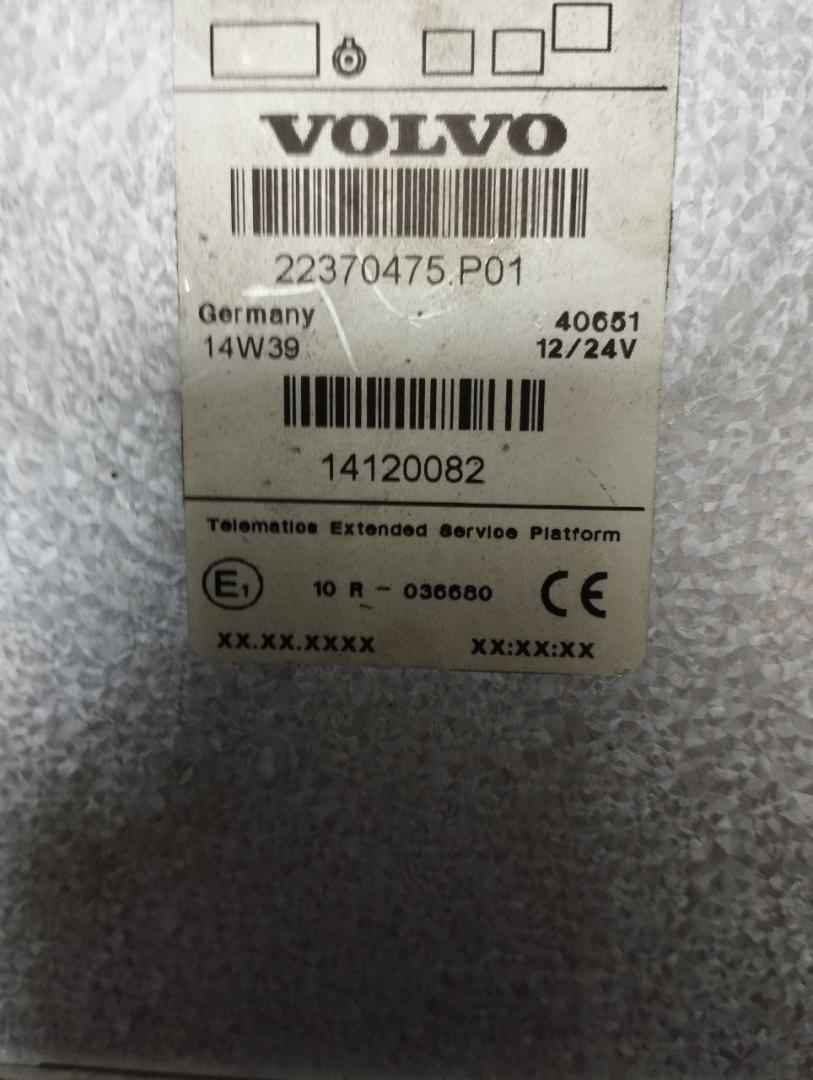 VOLVO
22370475.P01
Germany 40651
14W39 12/24V
14120082
Telematics Extended Service Platform
E1 10 R - 036680 CE
XX.XX.XXXX XX:XX:XX